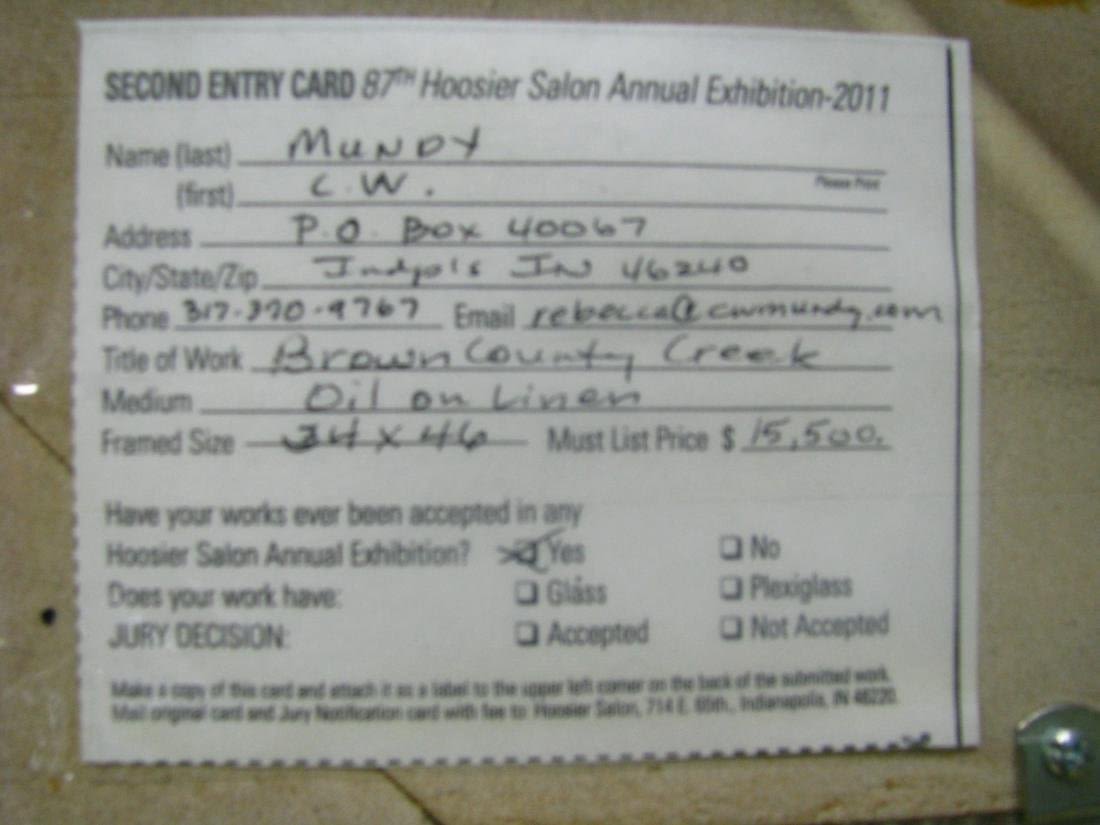 SECOND ENTRY CARD 87TH Hoosier Salon Annual Exhibition-2011
Name (last) MUNDY
Please Print
(first) C.W.
Address P.O. Box 40067
City/State/Zip Indpls IN 46240
Phone 317-370-9767 Email rebecca@cwmundy.com
Title of Work Brown County Creek
Medium Oil on Linen
Framed Size 34 x 46 Must List Price $ 15,500.
Have your works ever been accepted in any
Hoosier Salon Annual Exhibition? ☒ Yes ❏ No
Does your work have: ❏ Glass ❏ Plexiglass
JURY DECISION: ❏ Accepted ❏ Not Accepted
Make a copy of this card and attach it as a label to the upper left corner on the back of the submitted work.
Mail original card and Jury Notification card with fee to: Hoosier Salon, 714 E. 65th., Indianapolis, IN 46220.